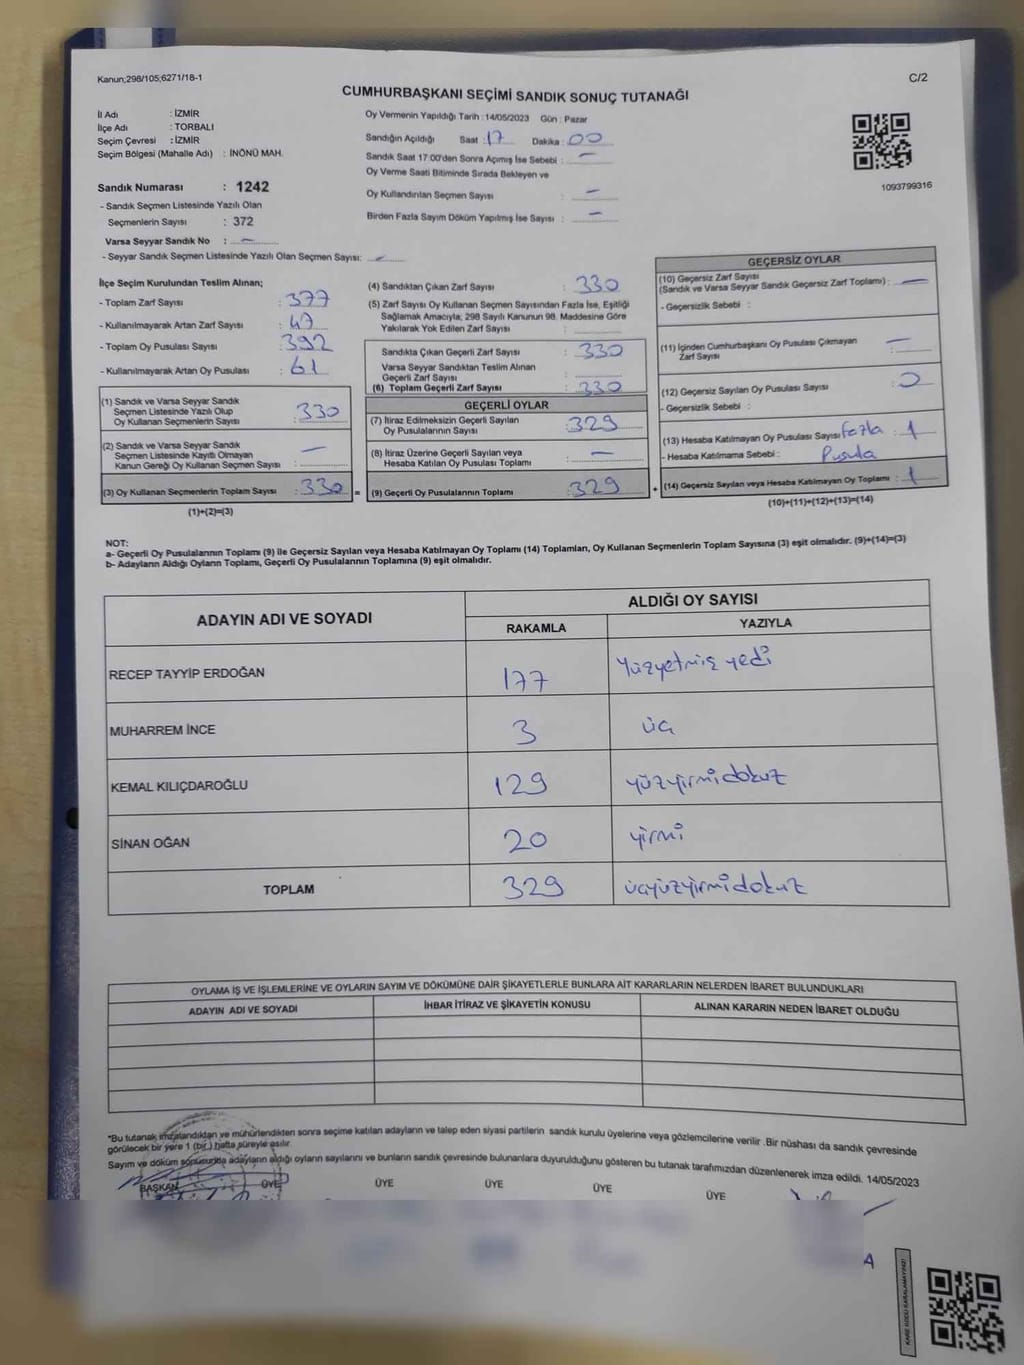 Kanun;298/105;6271/18-1
C/2
CUMHURBAŞKANI SEÇİMİ SANDIK SONUÇ TUTANAĞI
İl Adı : İZMİR
İlçe Adı : TORBALI
Seçim Çevresi : İZMİR
Seçim Bölgesi (Mahalle Adı) : İNÖNÜ MAH.
Sandık Numarası : 1242
- Sandık Seçmen Listesinde Yazılı Olan
Seçmenlerin Sayısı : 372
Varsa Seyyar Sandık No : —
- Seyyar Sandık Seçmen Listesinde Yazılı Olan Seçmen Sayısı: —
Oy Vermenin Yapıldığı Tarih : 14/05/2023 Gün : Pazar
Sandığın Açıldığı Saat : 17 Dakika : 00
Sandık Saat 17:00'den Sonra Açımış İse Sebebi : —
Oy Verme Saati Bitiminde Sırada Bekleyen ve
Oy Kullandırılan Seçmen Sayısı : —
Birden Fazla Sayım Döküm Yapılmış İse Sayısı : —
1093799316
İlçe Seçim Kurulundan Teslim Alınan;
- Toplam Zarf Sayısı : 377
- Kullanılmayarak Artan Zarf Sayısı : 47
- Toplam Oy Pusulası Sayısı : 392
- Kullanılmayarak Artan Oy Pusulası : 61
(1) Sandık ve Varsa Seyyar Sandık
Seçmen Listesinde Yazılı Olup
Oy Kullanan Seçmenlerin Sayısı : 330
(2) Sandık ve Varsa Seyyar Sandık
Seçmen Listesinde Kayıtlı Olmayan
Kanun Gereği Oy Kullanan Seçmen Sayısı : —
(3) Oy Kullanan Seçmenlerin Toplam Sayısı : 330 =
(1)+(2)=(3)
(4) Sandıktan Çıkan Zarf Sayısı : 330
(5) Zarf Sayısı Oy Kullanan Seçmen Sayısından Fazla İse, Eşitliği
Sağlamak Amacıyla; 298 Sayılı Kanunun 98. Maddesine Göre
Yakılarak Yok Edilen Zarf Sayısı :
Sandıkta Çıkan Geçerli Zarf Sayısı : 330
Varsa Seyyar Sandıktan Teslim Alınan
Geçerli Zarf Sayısı :
(6) Toplam Geçerli Zarf Sayısı : 330
GEÇERLİ OYLAR
(7) İtiraz Edilmeksizin Geçerli Sayılan
Oy Pusulalarının Sayısı : 329
(8) İtiraz Üzerine Geçerli Sayılan veya
Hesaba Katılan Oy Pusulası Toplamı : —
(9) Geçerli Oy Pusulalarının Toplamı : 329 +
GEÇERSİZ OYLAR
(10) Geçersiz Zarf Sayısı
(Sandık ve Varsa Seyyar Sandık Geçersiz Zarf Toplamı) : —
- Geçersizlik Sebebi :
(11) İçinden Cumhurbaşkanı Oy Pusulası Çıkmayan
Zarf Sayısı : —
(12) Geçersiz Sayılan Oy Pusulası Sayısı :
- Geçersizlik Sebebi :
(13) Hesaba Katılmayan Oy Pusulası Sayısı fazla : 1
- Hesaba Katılmama Sebebi : Pusula
(14) Geçersiz Sayılan veya Hesaba Katılmayan Oy Toplamı : 1
(10)+(11)+(12)+(13)=(14)
NOT:
a- Geçerli Oy Pusulalarının Toplamı (9) ile Geçersiz Sayılan veya Hesaba Katılmayan Oy Toplamı (14) Toplamları, Oy Kullanan Seçmenlerin Toplam Sayısına (3) eşit olmalıdır. (9)+(14)=(3)
b- Adayların Aldığı Oyların Toplamı, Geçerli Oy Pusulalarının Toplamına (9) eşit olmalıdır.
ADAYIN ADI VE SOYADI
ALDIĞI OY SAYISI
RAKAMLA YAZIYLA
RECEP TAYYİP ERDOĞAN 177 Yüzyetmiş yedi
MUHARREM İNCE 3 üç
KEMAL KILIÇDAROĞLU 129 yüzyirmidokuz
SİNAN OĞAN 20 yirmi
TOPLAM 329 üçyüzyirmidokuz
OYLAMA İŞ VE İŞLEMLERİNE VE OYLARIN SAYIM VE DÖKÜMÜNE DAİR ŞİKAYETLERLE BUNLARA AİT KARARLARIN NELERDEN İBARET BULUNDUKLARI
ADAYIN ADI VE SOYADI İHBAR İTİRAZ VE ŞİKAYETİN KONUSU ALINAN KARARIN NEDEN İBARET OLDUĞU
*Bu tutanak imzalandıktan ve mühürlendikten sonra seçime katılan adayların ve talep eden siyasi partilerin sandık kurulu üyelerine veya gözlemcilerine verilir .Bir nüshası da sandık çevresinde
görülecek bir yere 1 (bir ) hafta süreyle asılır.
Sayım ve döküm sonucunda adayların aldığı oyların sayılarını ve bunların sandık çevresinde bulunanlara duyurulduğunu gösteren bu tutanak tarafımızdan düzenlenerek imza edildi. 14/05/2023
BAŞKAN ÜYE ÜYE ÜYE ÜYE ÜYE
A
KARE KODU KARALAMAYINIZ!